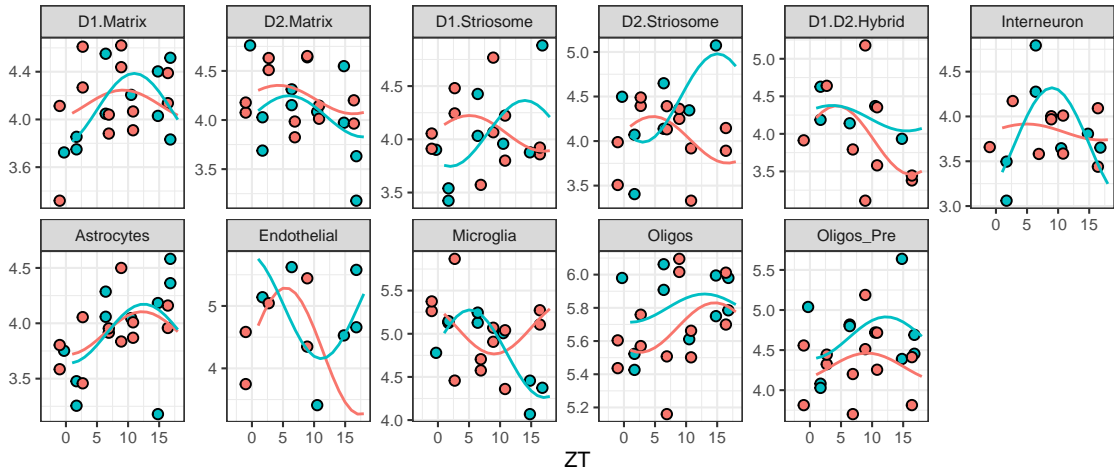 D1.Matrix D2.Matrix D1.Striosome D2.Striosome D1.D2.Hybrid Interneuron
4.4 4.0 3.6
4.5 4.0 3.5
4.5 4.0 3.5
5.0 4.5 4.0 3.5
5.0 4.5 4.0 3.5
4.5 4.0 3.5 3.0
0 5 10 15
Astrocytes Endothelial Microglia Oligos Oligos_Pre
4.5 4.0 3.5
5 4
5.5 5.0 4.5 4.0
6.0 5.8 5.6 5.4 5.2
5.5 5.0 4.5 4.0
0 5 10 15 0 5 10 15 0 5 10 15 0 5 10 15 0 5 10 15
ZT